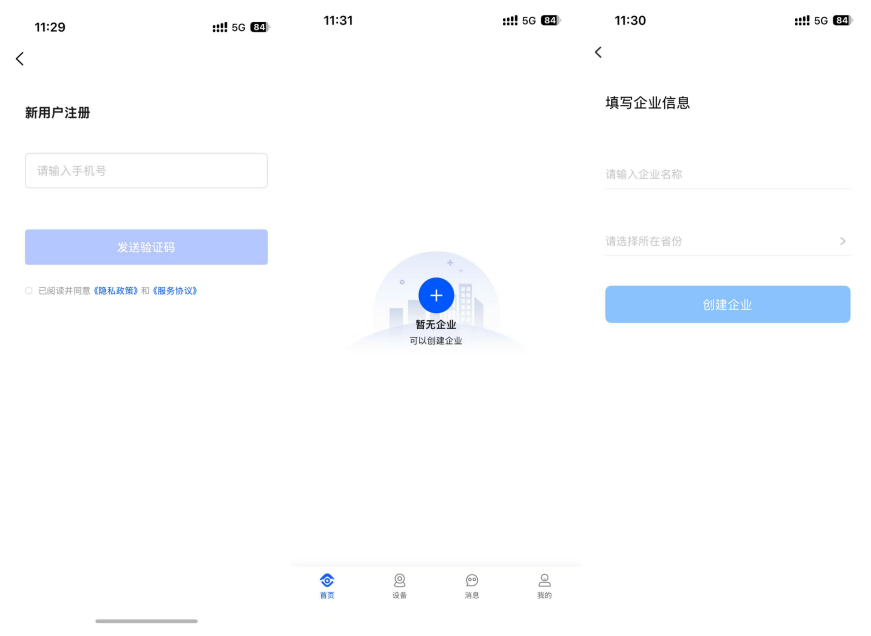 11:29
5G 84
新用户注册
请输入手机号
发送验证码
已阅读并同意《隐私政策》和《服务协议》
11:31
5G 84
暂无企业
可以创建企业
首页
设备
消息
我的
11:30
5G 84
填写企业信息
请输入企业名称
请选择所在省份
创建企业